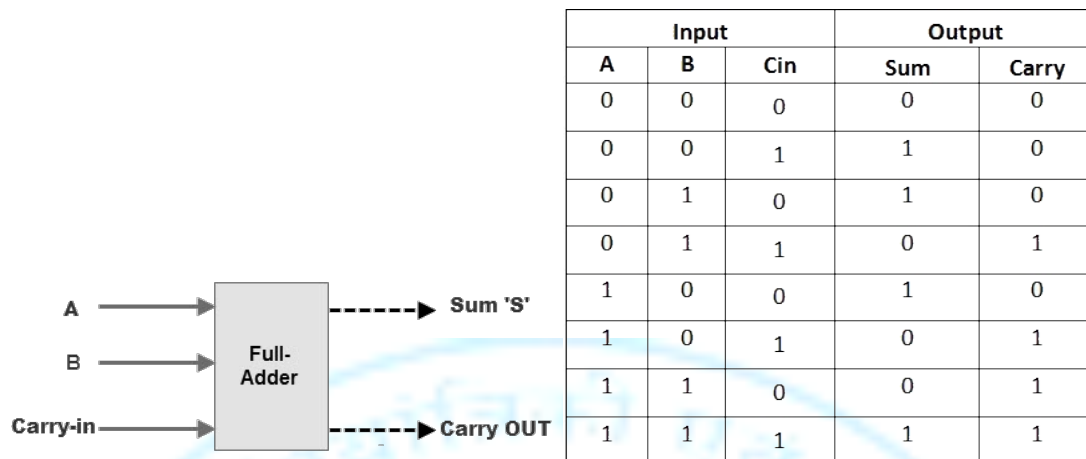 Input Output
A B Cin Sum Carry
0 0 0 0 0
0 0 1 1 0
0 1 0 1 0
0 1 1 0 1
1 0 0 1 0
1 0 1 0 1
1 1 0 0 1
1 1 1 1 1
A
B
Carry-in
Full-
Adder
Sum 'S'
Carry OUT